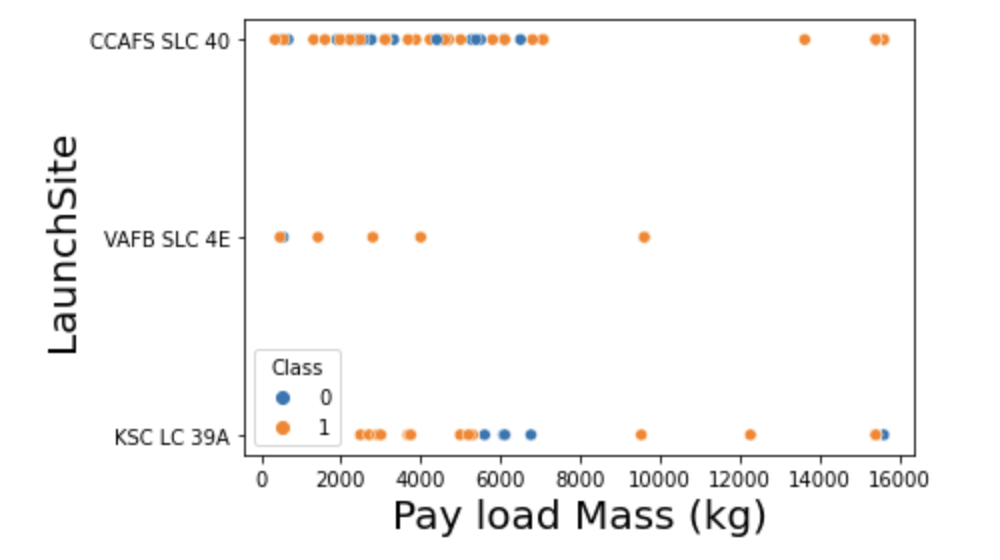 CCAFS SLC 40
VAFB SLC 4E
KSC LC 39A
LaunchSite
Class
0
1
0 2000 4000 6000 8000 10000 12000 14000 16000
Pay load Mass (kg)